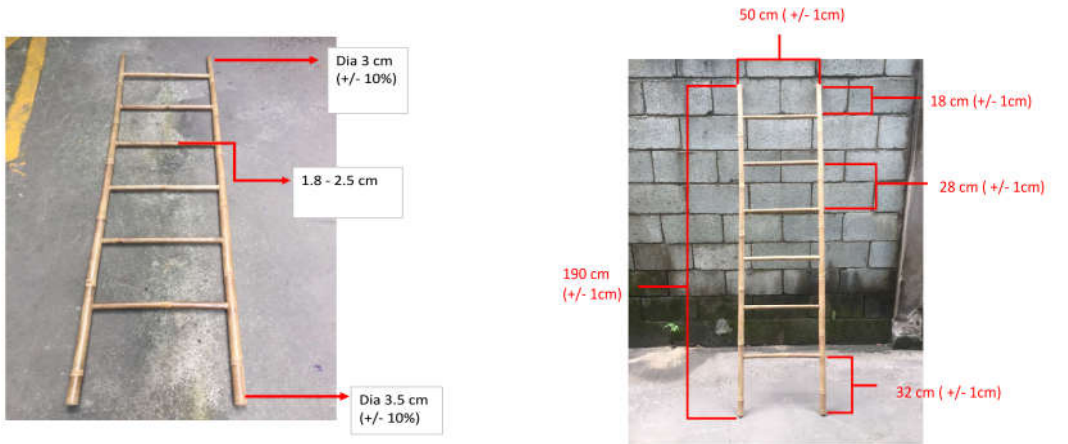 Dia 3 cm
(+/- 10%)
1.8 - 2.5 cm
Dia 3.5 cm
(+/- 10%)
50 cm ( +/- 1cm)
18 cm (+/- 1cm)
28 cm ( +/- 1cm)
190 cm
(+/- 1cm)
32 cm ( +/- 1cm)